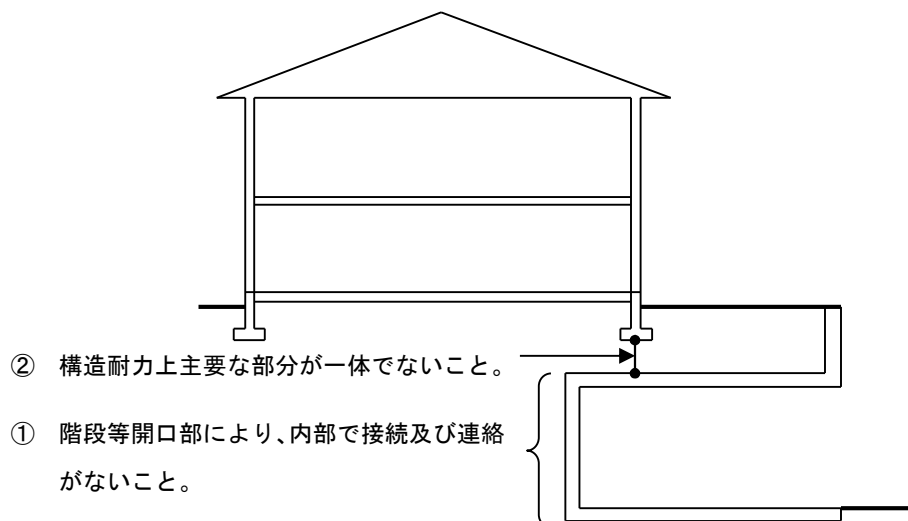 ② 構造耐力上主要な部分が一体でないこと。
① 階段等開口部により、内部で接続及び連絡
がないこと。